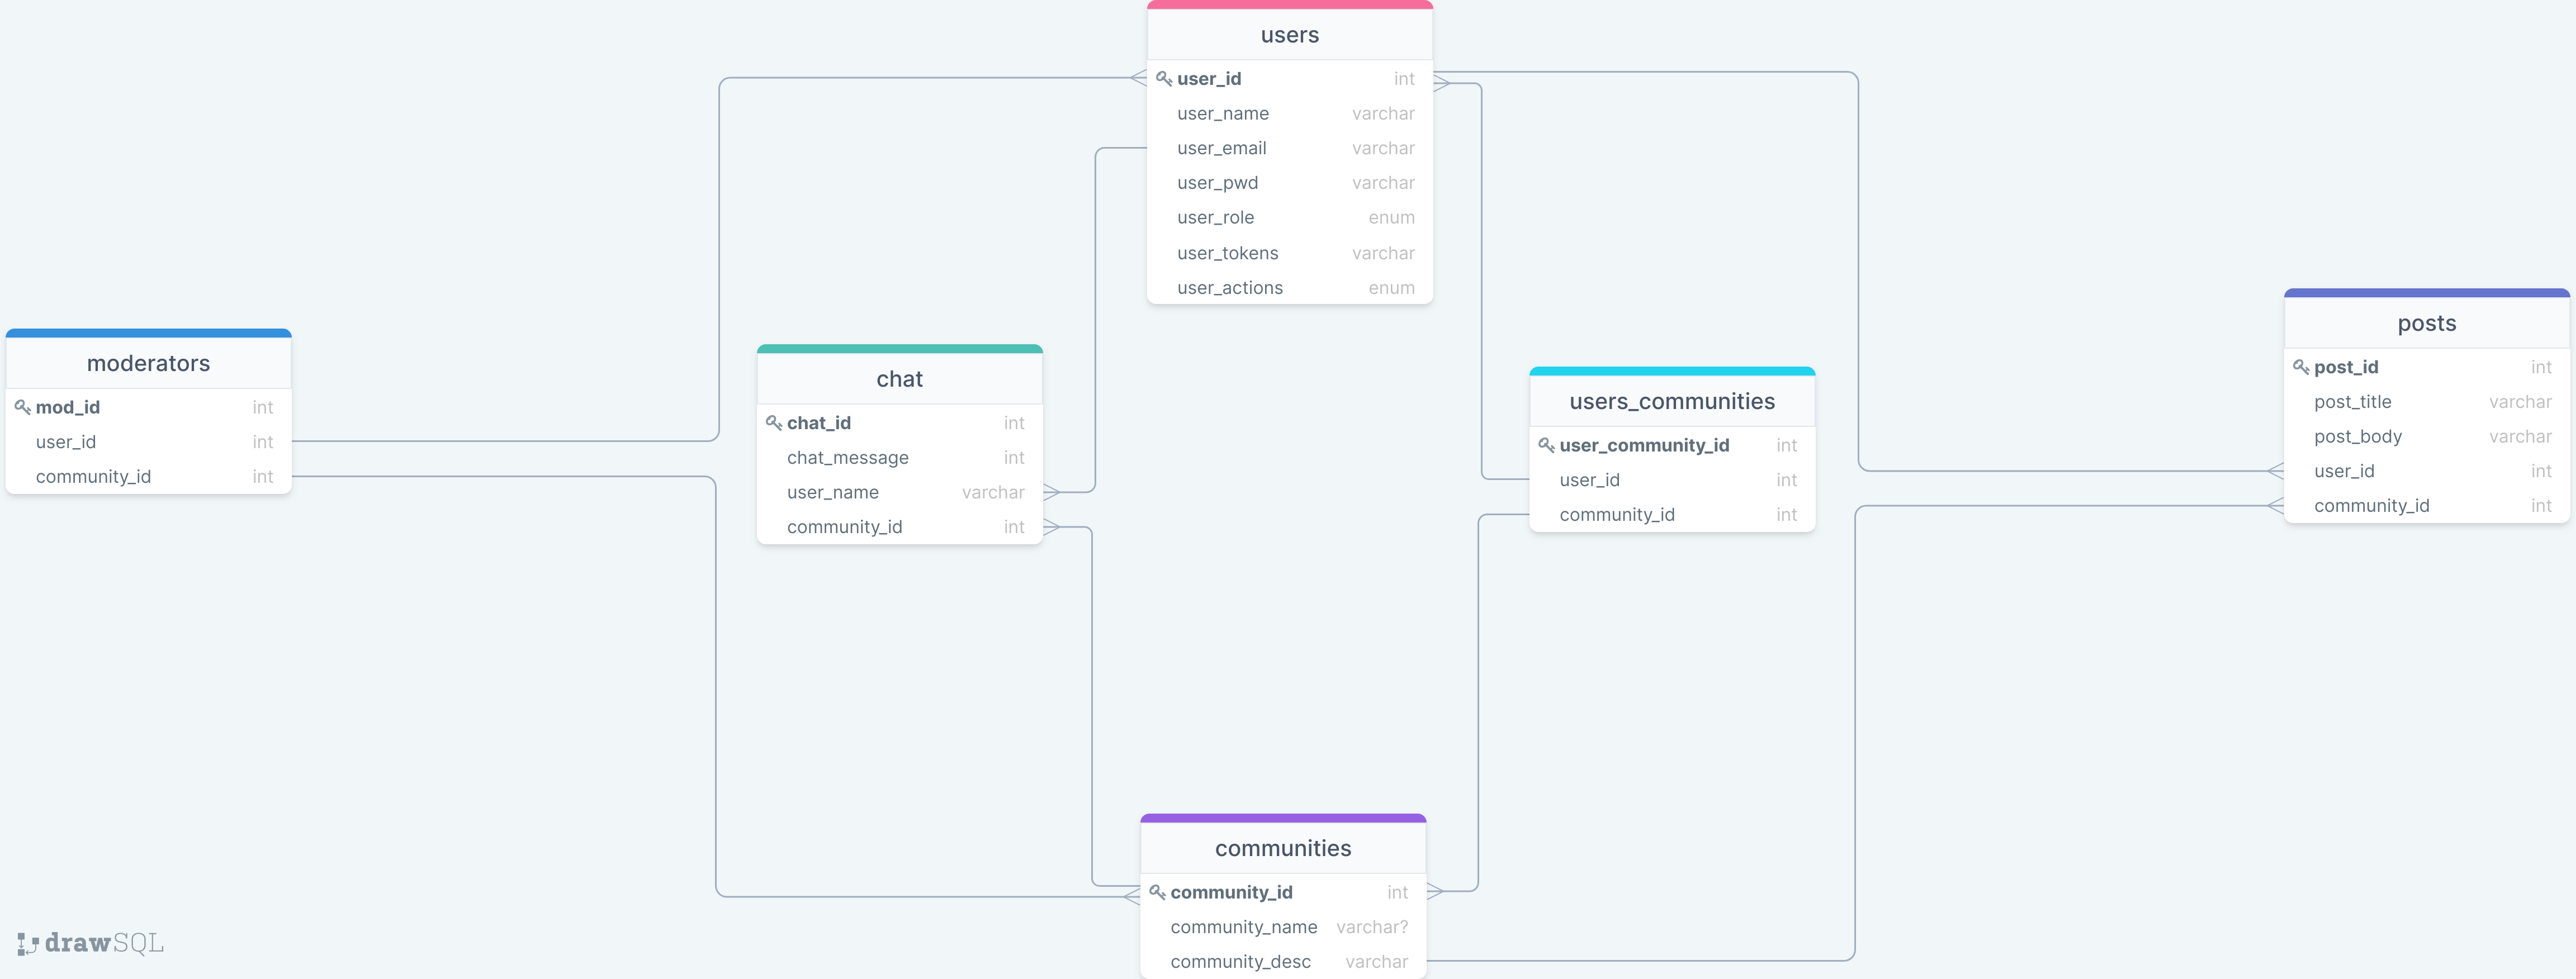 users
user_id int
user_name varchar
user_email varchar
user_pwd varchar
user_role enum
user_tokens varchar
user_actions enum
moderators
mod_id int
user_id int
community_id int
chat
chat_id int
chat_message int
user_name varchar
community_id int
users_communities
user_community_id int
user_id int
community_id int
posts
post_id int
post_title varchar
post_body varchar
user_id int
community_id int
communities
community_id int
community_name varchar?
community_desc varchar
drawSQL